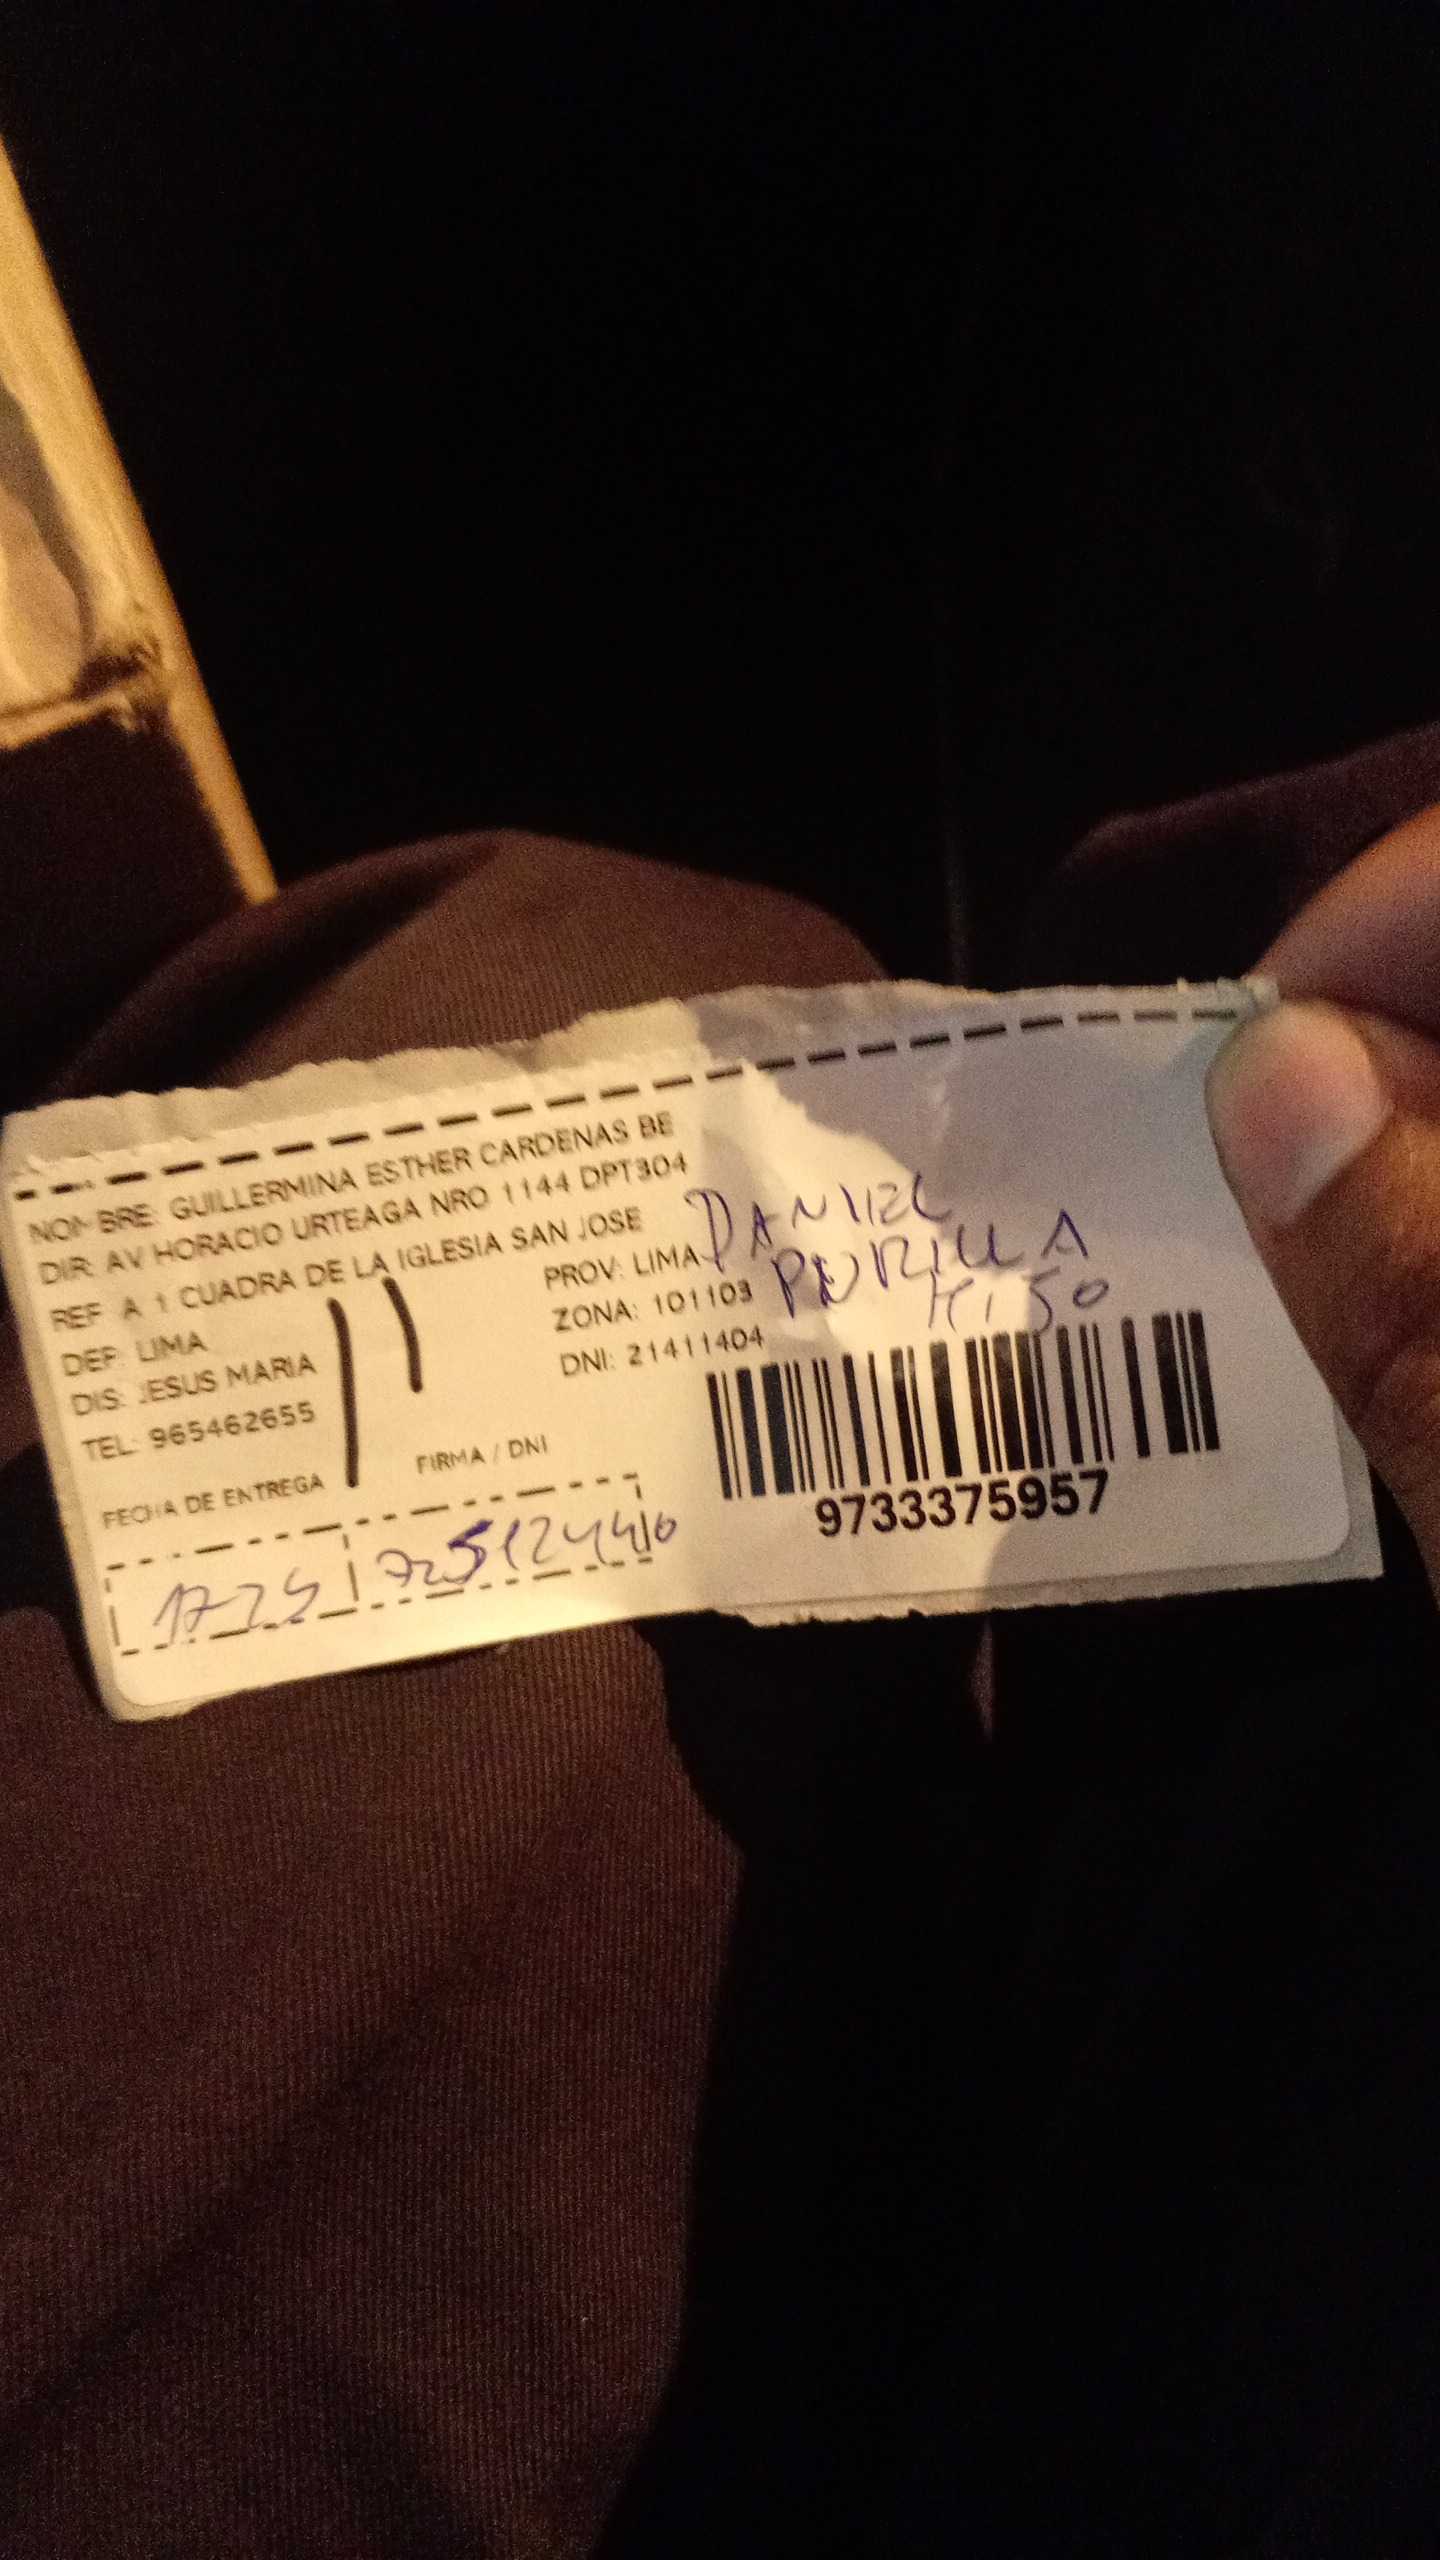 NOMBRE: GUILLERMINA ESTHER CARDENAS BE
DIR: AV HORACIO URTEAGA NRO 1144 DPT304
REF: A 1 CUADRA DE LA IGLESIA SAN JOSE
DEP: LIMA PROV: LIMA
DIS: JESUS MARIA ZONA: 101103
TEL: 965462655 DNI: 21411404
DANIEL
FECHA DE ENTREGA FIRMA / DNI
9733375957